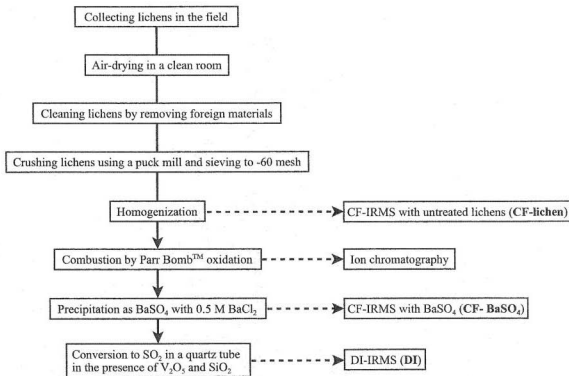 Collecting lichens in the field
Air-drying in a clean room
Cleaning lichens by removing foreign materials
Crushing lichens using a puck mill and sieving to -60 mesh
Homogenization
CF-IRMS with untreated lichens (CF-lichen)
Combustion by Parr Bomb™ oxidation
Ion chromatography
Precipitation as BaSO₄ with 0.5 M BaCl₂
CF-IRMS with BaSO₄ (CF- BaSO₄)
Conversion to SO₂ in a quartz tube
in the presence of V₂O₅ and SiO₂
DI-IRMS (DI)